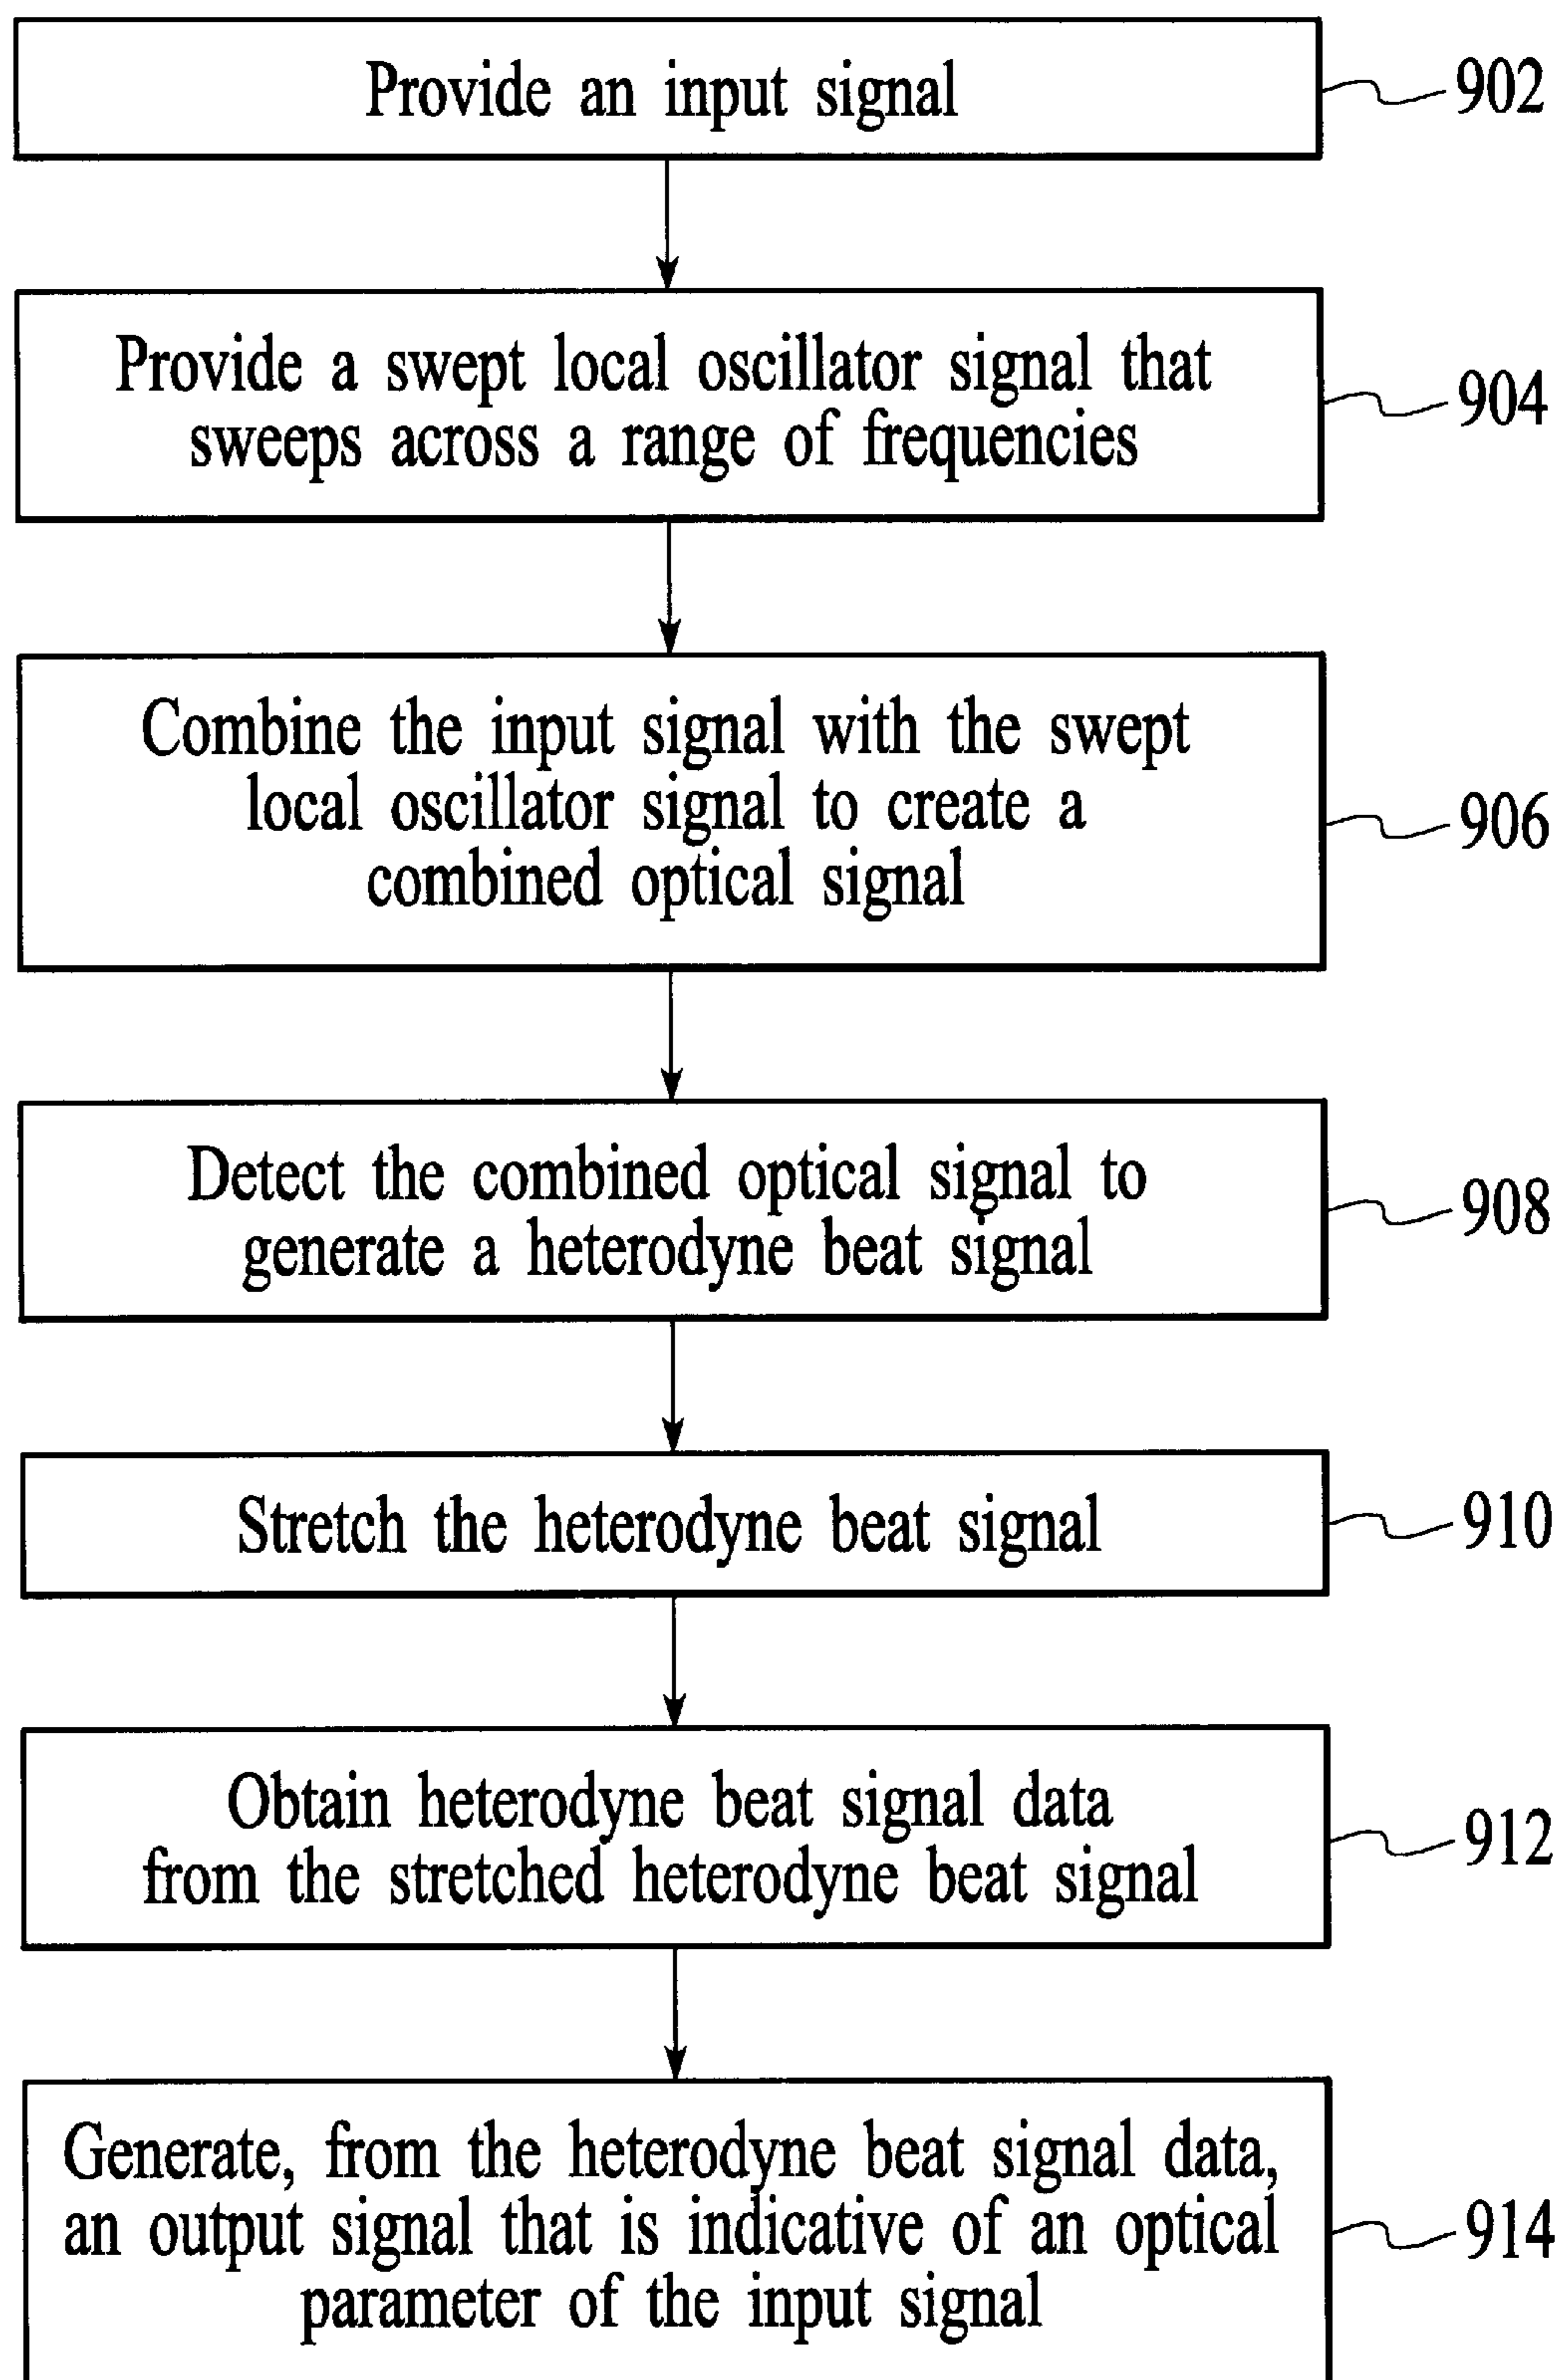 Provide an input signal
902
Provide a swept local oscillator signal that
sweeps across a range of frequencies
904
Combine the input signal with the swept
local oscillator signal to create a
combined optical signal
906
Detect the combined optical signal to
generate a heterodyne beat signal
908
Stretch the heterodyne beat signal
910
Obtain heterodyne beat signal data
from the stretched heterodyne beat signal
912
Generate, from the heterodyne beat signal data,
an output signal that is indicative of an optical
parameter of the input signal
914